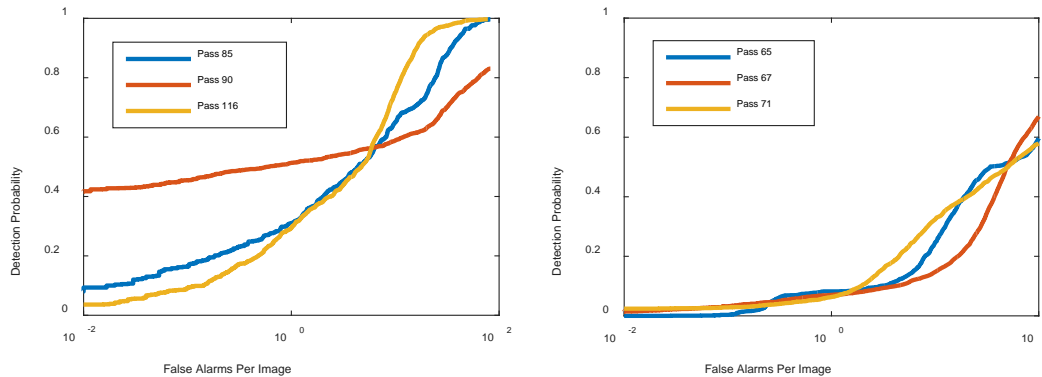 1
0.8
0.6
0.4
0.2
0
Detection Probability
Pass 85
Pass 90
Pass 116
10^-2
10^0
10^2
False Alarms Per Image
1
0.8
0.6
0.4
0.2
0
Detection Probability
Pass 65
Pass 67
Pass 71
10^-2
10^0
10
False Alarms Per Image